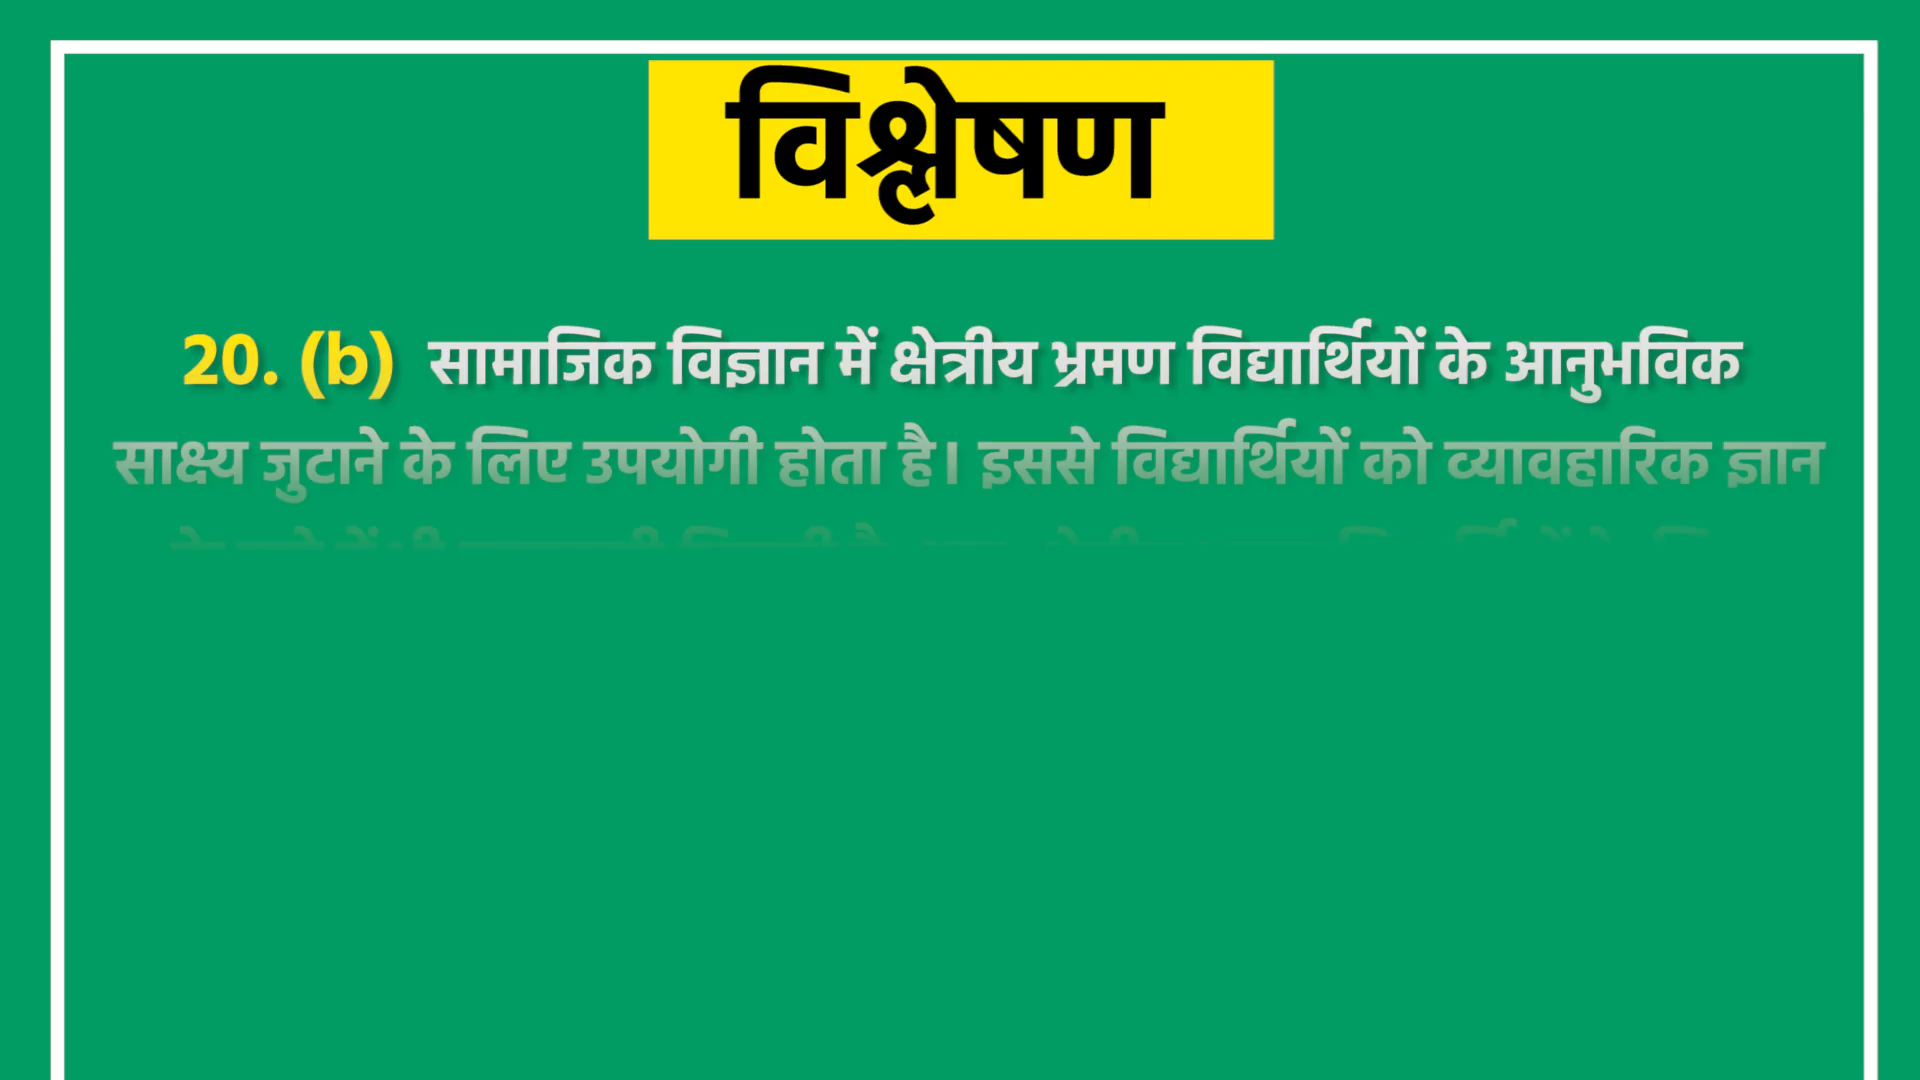 विश्लेषण
20. (b) सामाजिक विज्ञान में क्षेत्रीय भ्रमण विद्यार्थियों के आनुभविक
साक्ष्य जुटाने के लिए उपयोगी होता है। इससे विद्यार्थियों को व्यावहारिक ज्ञान